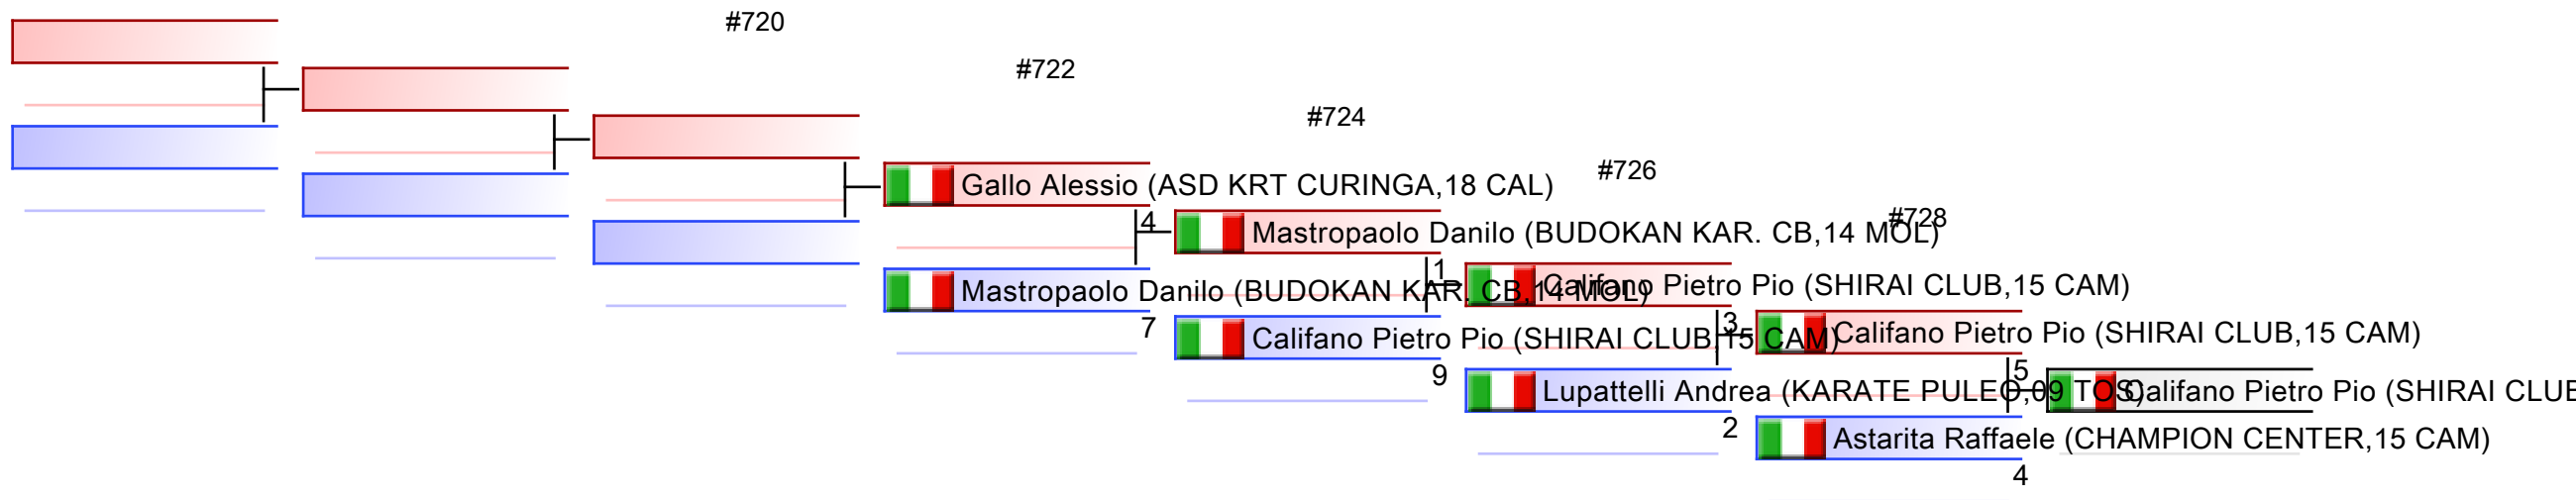 #720
#722
#724
#726
#728
Gallo Alessio (ASD KRT CURINGA,18 CAL)
4
Mastropaolo Danilo (BUDOKAN KAR. CB,14 MOL)
Mastropaolo Danilo (BUDOKAN KAR. CB,14 MOL)
7
1
Califano Pietro Pio (SHIRAI CLUB,15 CAM)
Califano Pietro Pio (SHIRAI CLUB,15 CAM)
9
3
Califano Pietro Pio (SHIRAI CLUB,15 CAM)
Lupattelli Andrea (KARATE PULEO,09 TOS)
2
5
Califano Pietro Pio (SHIRAI CLUB
Astarita Raffaele (CHAMPION CENTER,15 CAM)
4